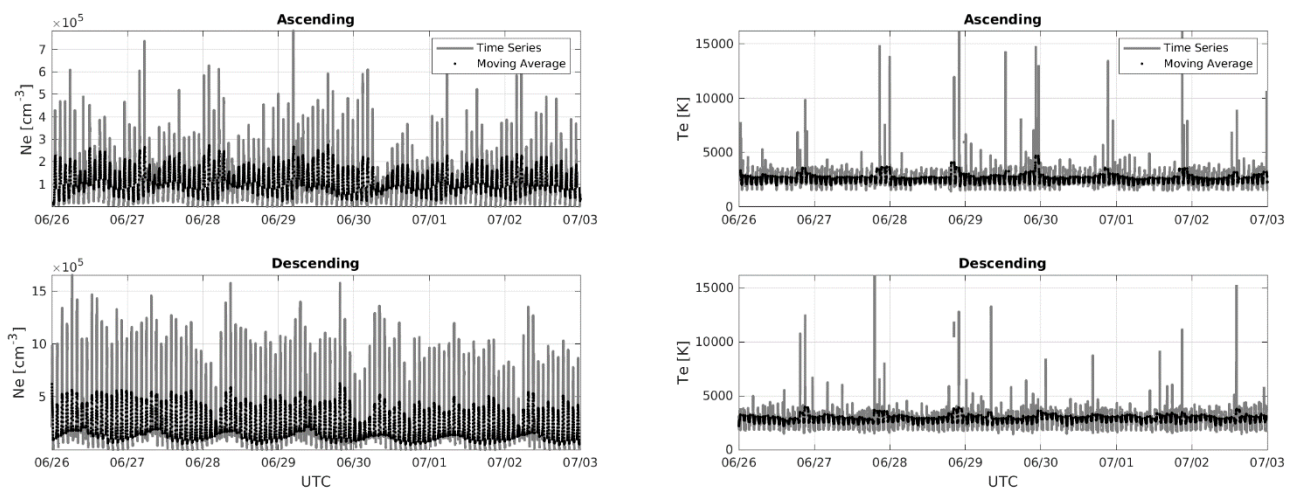 Ascending
×10⁵
Ne [cm⁻³]
7
6
5
4
3
2
1
Time Series
Moving Average
06/26 06/27 06/28 06/29 06/30 07/01 07/02 07/03
Ascending
Te [K]
15000
10000
5000
0
Time Series
Moving Average
06/26 06/27 06/28 06/29 06/30 07/01 07/02 07/03
Descending
×10⁵
Ne [cm⁻³]
15
10
5
06/26 06/27 06/28 06/29 06/30 07/01 07/02 07/03
UTC
Descending
Te [K]
15000
10000
5000
0
06/26 06/27 06/28 06/29 06/30 07/01 07/02 07/03
UTC